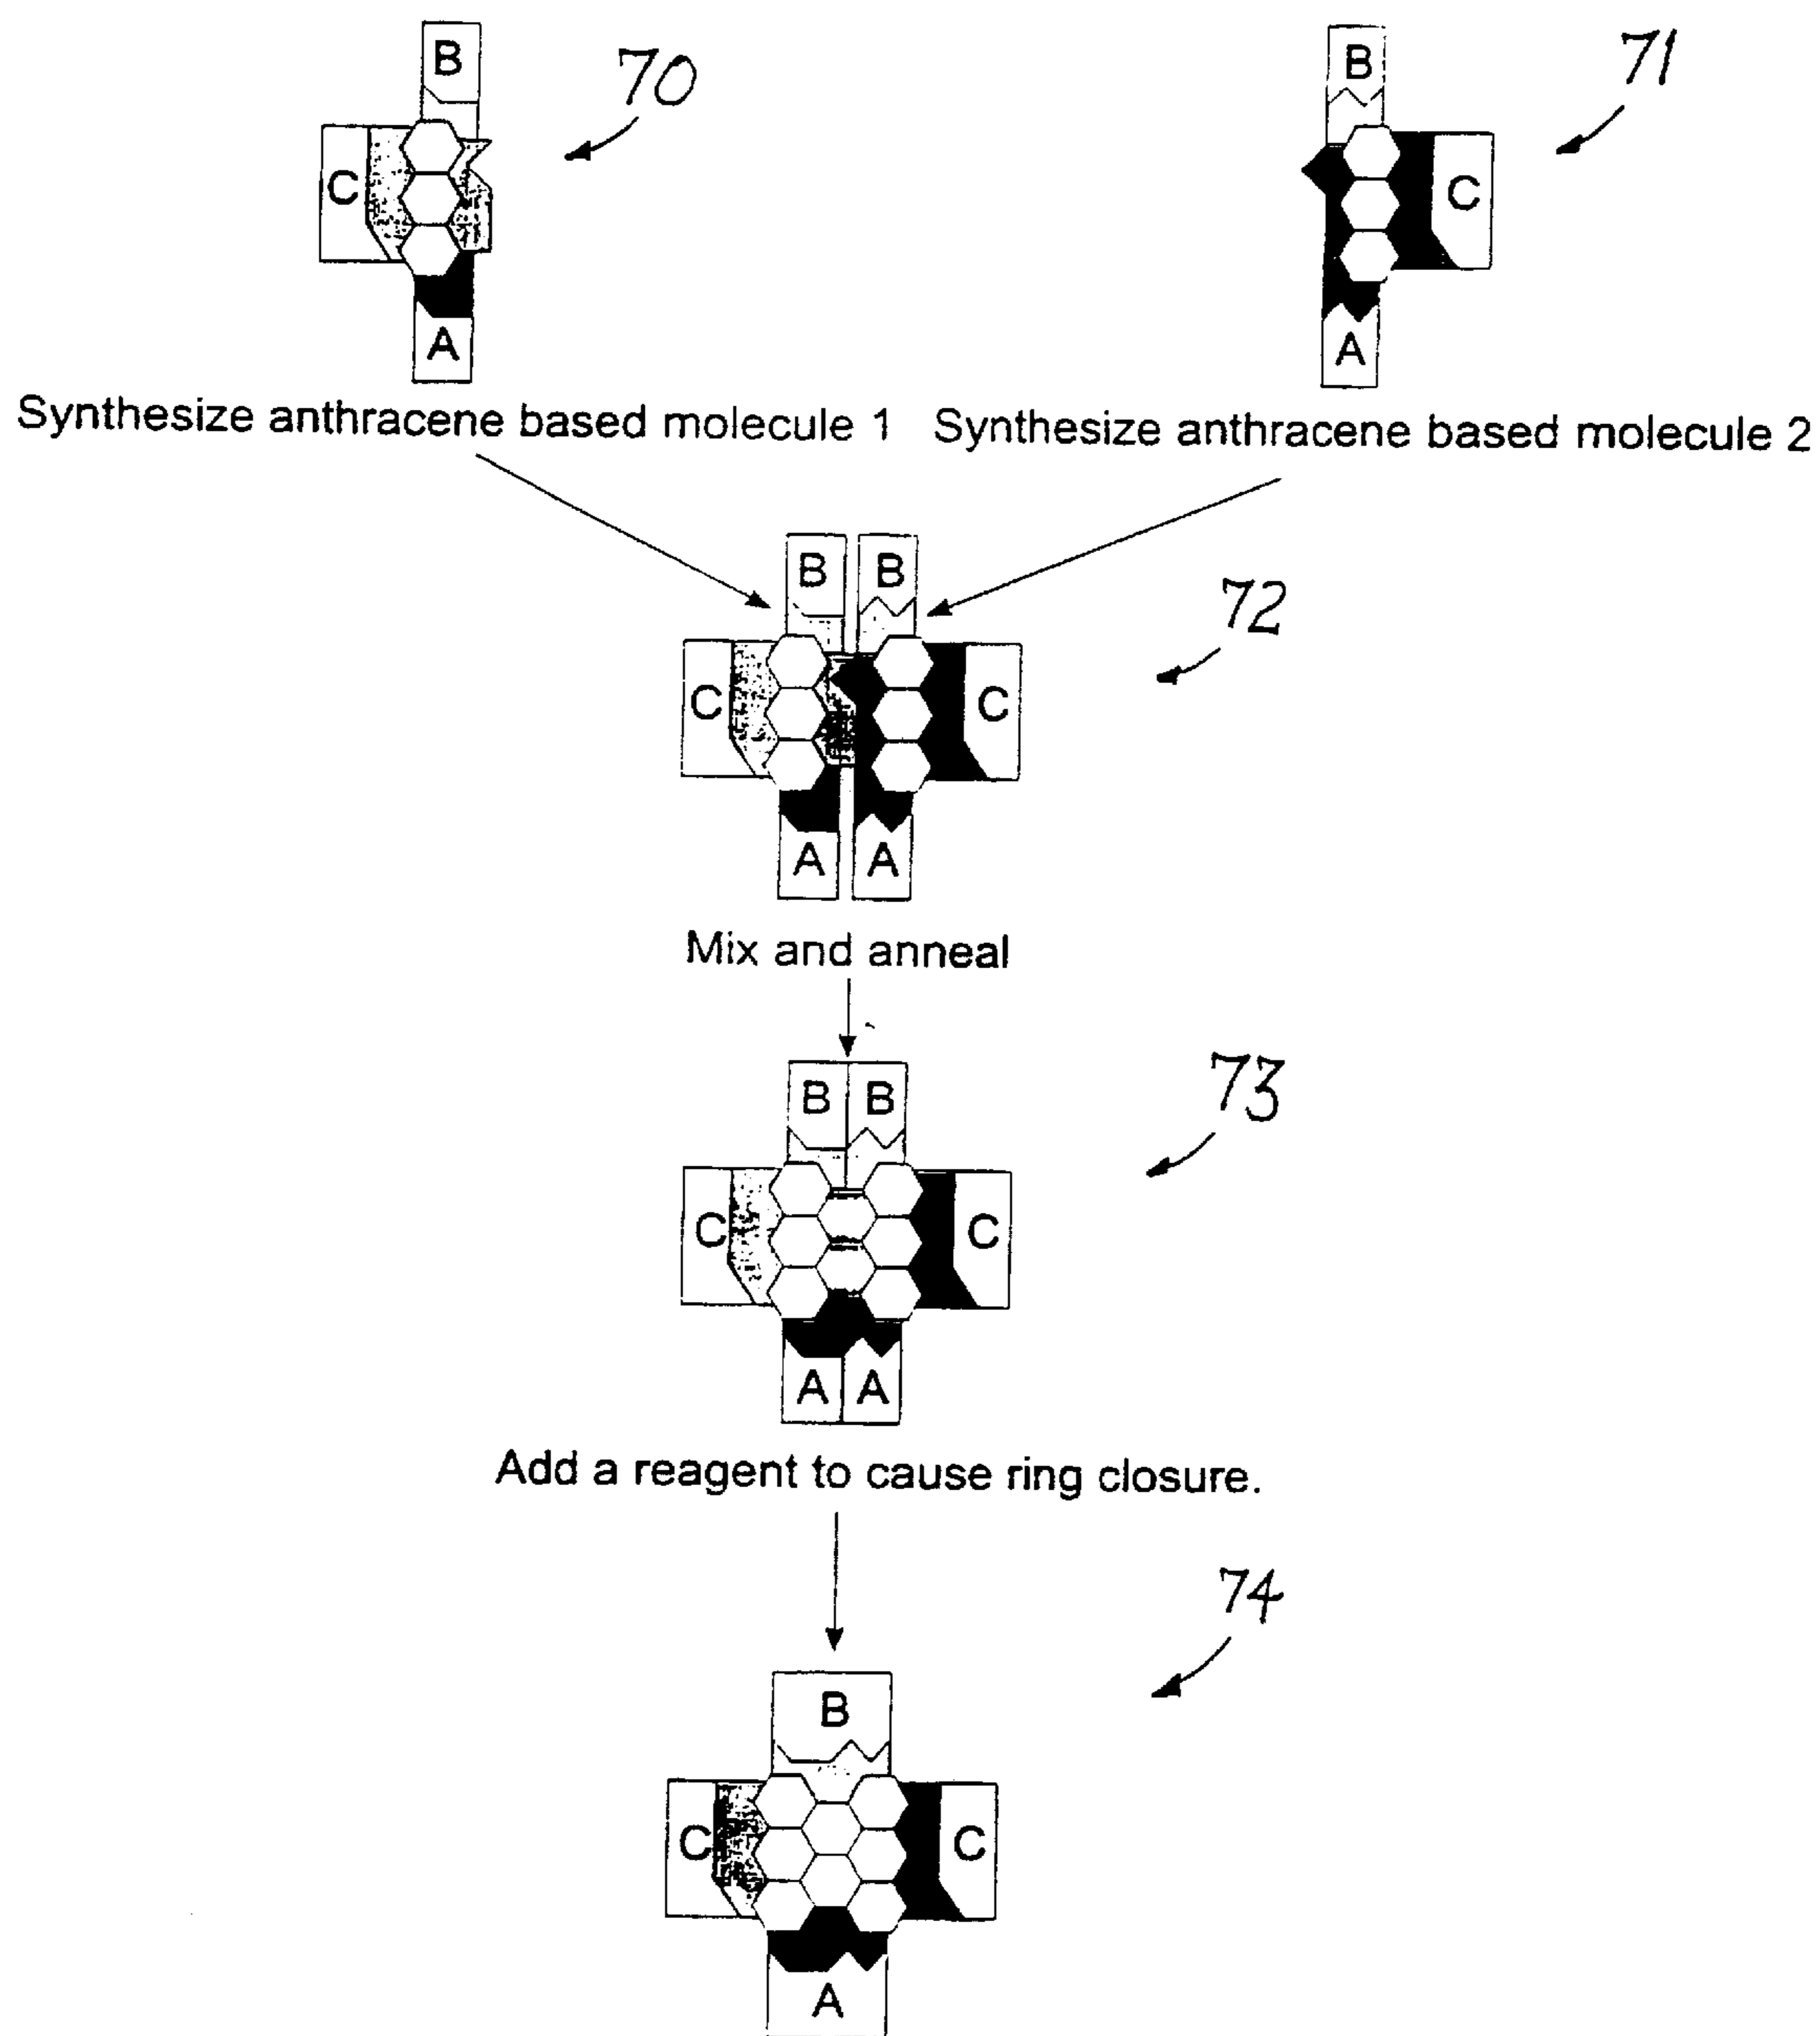 B
70
C
A
B
71
C
A
Synthesize anthracene based molecule 1
Synthesize anthracene based molecule 2
B B
72
C C
A A
Mix and anneal
B B
73
C C
A A
Add a reagent to cause ring closure.
74
B
C C
A